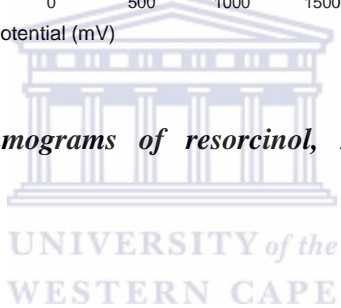 0 500 1000 1500
otential (mV)
mograms of resorcinol,
UNIVERSITY of the
WESTERN CAPE